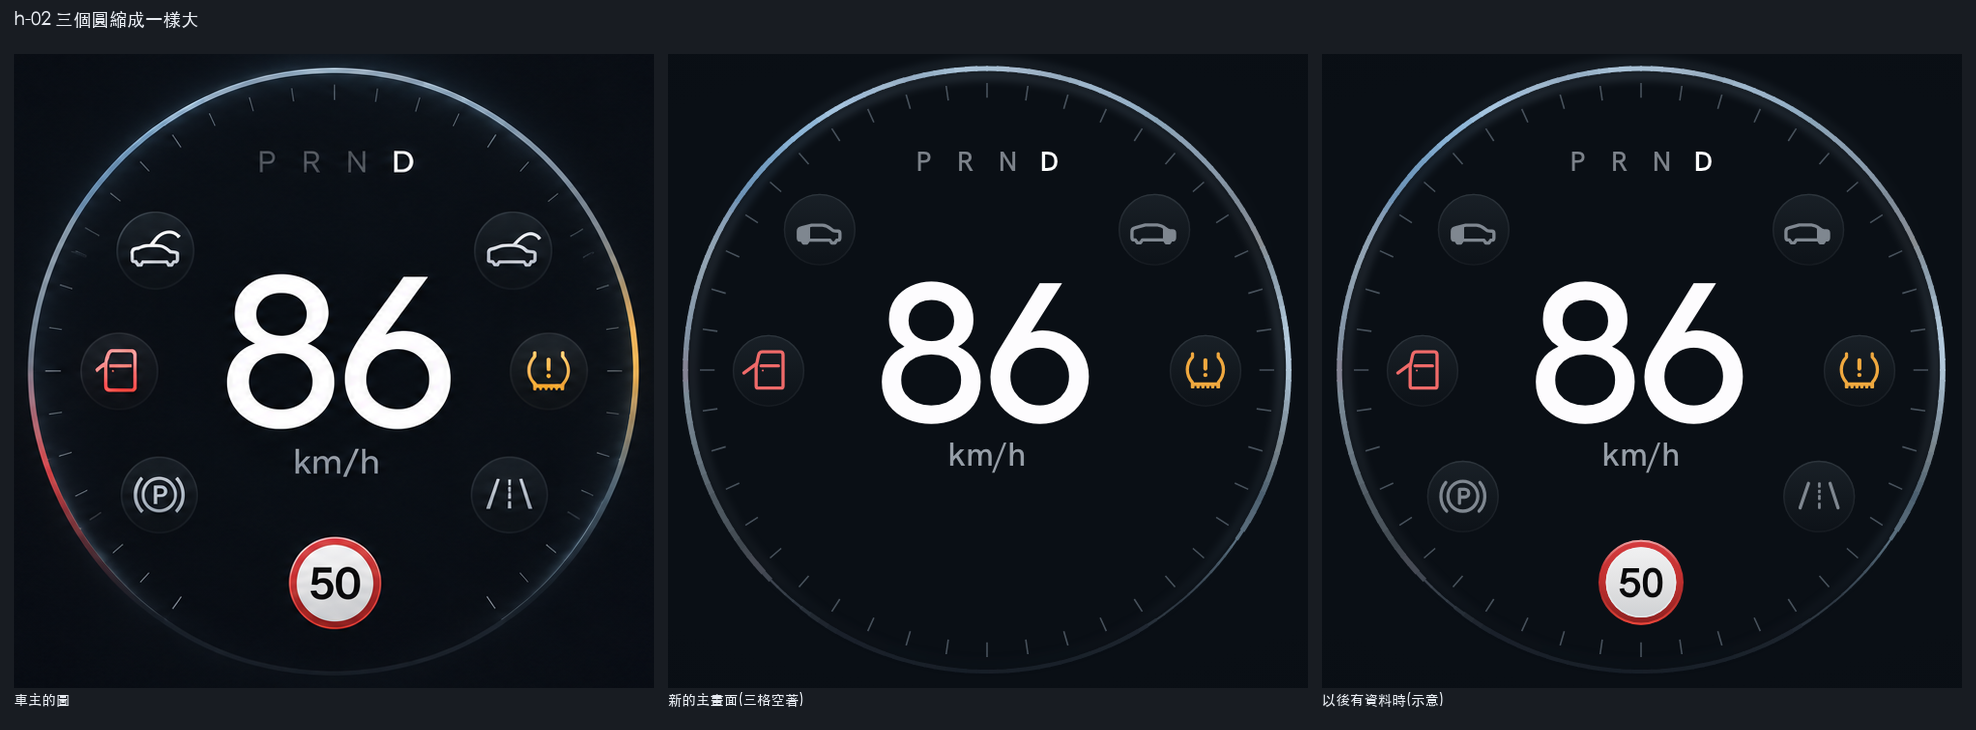 h-02 三個圓縮成一樣大
P R N D
86
km/h
P
50
車主的圖
P R N D
86
km/h
新的主畫面(三格空著)
P R N D
86
km/h
P
50
以後有資料時(示意)